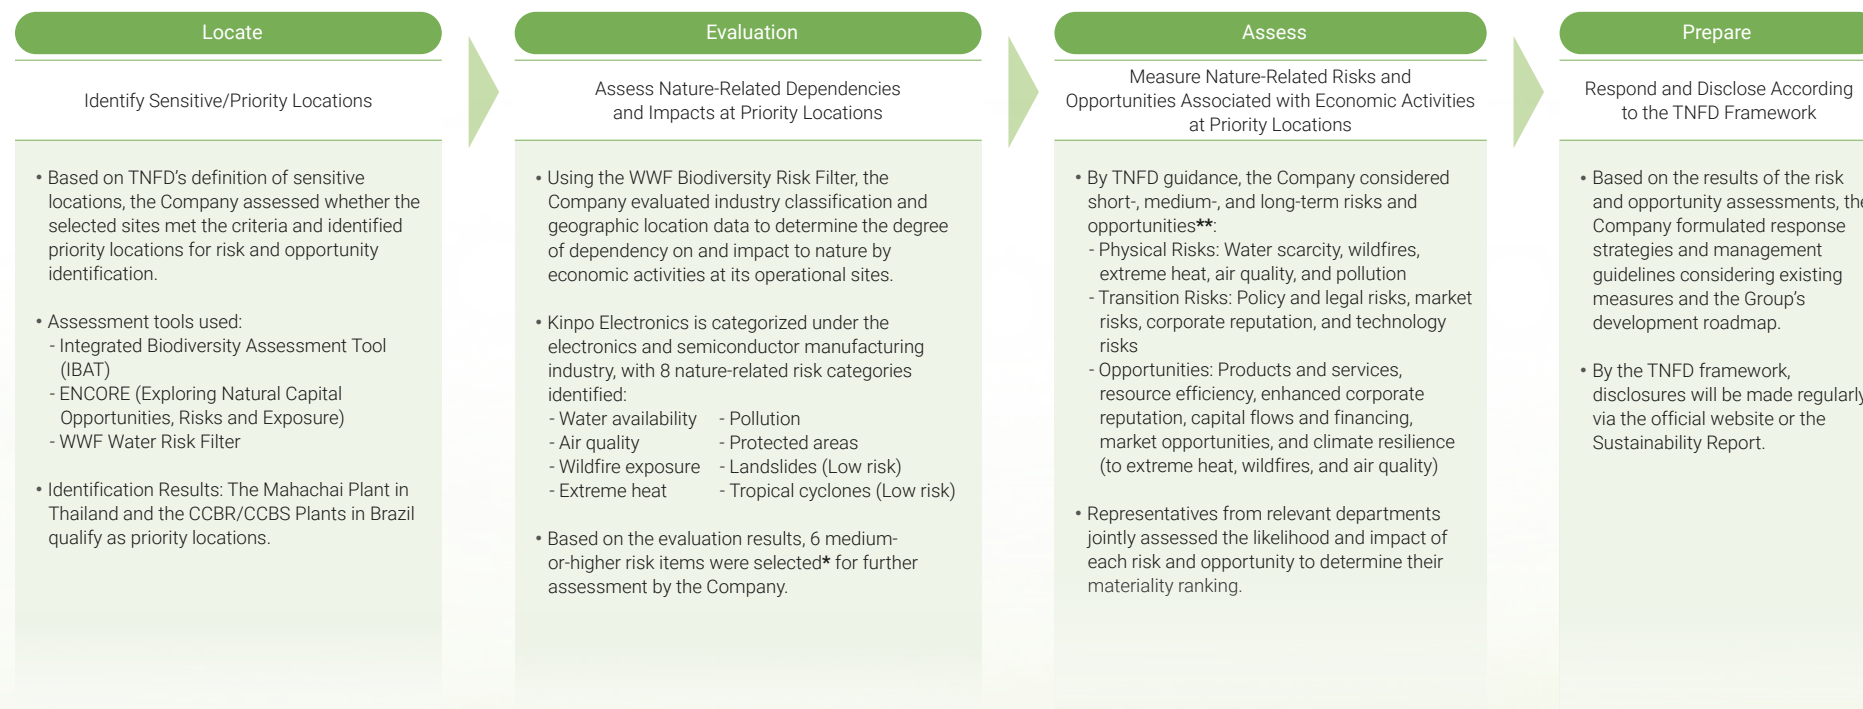 Locate
Identify Sensitive/Priority Locations
• Based on TNFD's definition of sensitive
locations, the Company assessed whether the
selected sites met the criteria and identified
priority locations for risk and opportunity
identification.
• Assessment tools used:
- Integrated Biodiversity Assessment Tool
(IBAT)
- ENCORE (Exploring Natural Capital
Opportunities, Risks and Exposure)
- WWF Water Risk Filter
• Identification Results: The Mahachai Plant in
Thailand and the CCBR/CCBS Plants in Brazil
qualify as priority locations.
Evaluation
Assess Nature-Related Dependencies
and Impacts at Priority Locations
• Using the WWF Biodiversity Risk Filter, the
Company evaluated industry classification and
geographic location data to determine the degree
of dependency on and impact to nature by
economic activities at its operational sites.
• Kinpo Electronics is categorized under the
electronics and semiconductor manufacturing
industry, with 8 nature-related risk categories
identified:
- Water availability - Pollution
- Air quality - Protected areas
- Wildfire exposure - Landslides (Low risk)
- Extreme heat - Tropical cyclones (Low risk)
• Based on the evaluation results, 6 medium-
or-higher risk items were selected* for further
assessment by the Company.
Assess
Measure Nature-Related Risks and
Opportunities Associated with Economic Activities
at Priority Locations
• By TNFD guidance, the Company considered
short-, medium-, and long-term risks and
opportunities**:
- Physical Risks: Water scarcity, wildfires,
extreme heat, air quality, and pollution
- Transition Risks: Policy and legal risks, market
risks, corporate reputation, and technology
risks
- Opportunities: Products and services,
resource efficiency, enhanced corporate
reputation, capital flows and financing,
market opportunities, and climate resilience
(to extreme heat, wildfires, and air quality)
• Representatives from relevant departments
jointly assessed the likelihood and impact of
each risk and opportunity to determine their
materiality ranking.
Prepare
Respond and Disclose According
to the TNFD Framework
• Based on the results of the risk
and opportunity assessments, the
Company formulated response
strategies and management
guidelines considering existing
measures and the Group's
development roadmap.
• By the TNFD framework,
disclosures will be made regularly
via the official website or the
Sustainability Report.